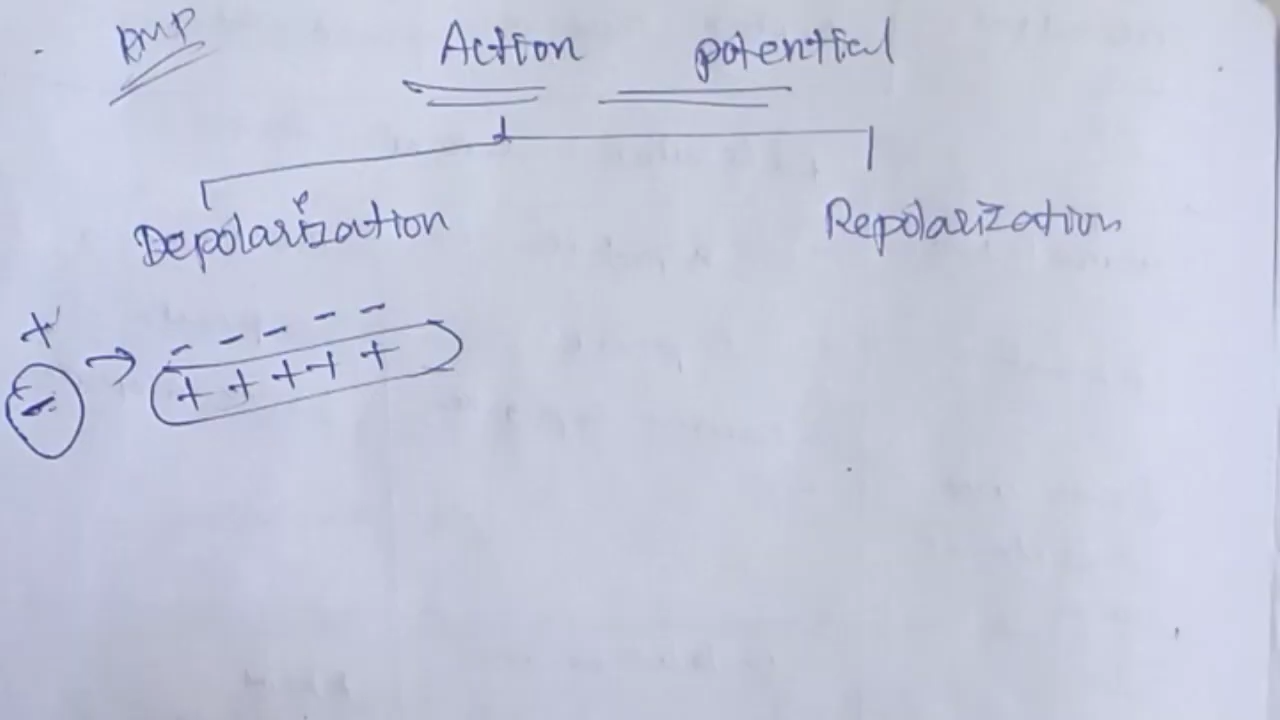 RMP
Action potential
Depolarization
Repolarization
+
- → - - - - -
+ + + + +